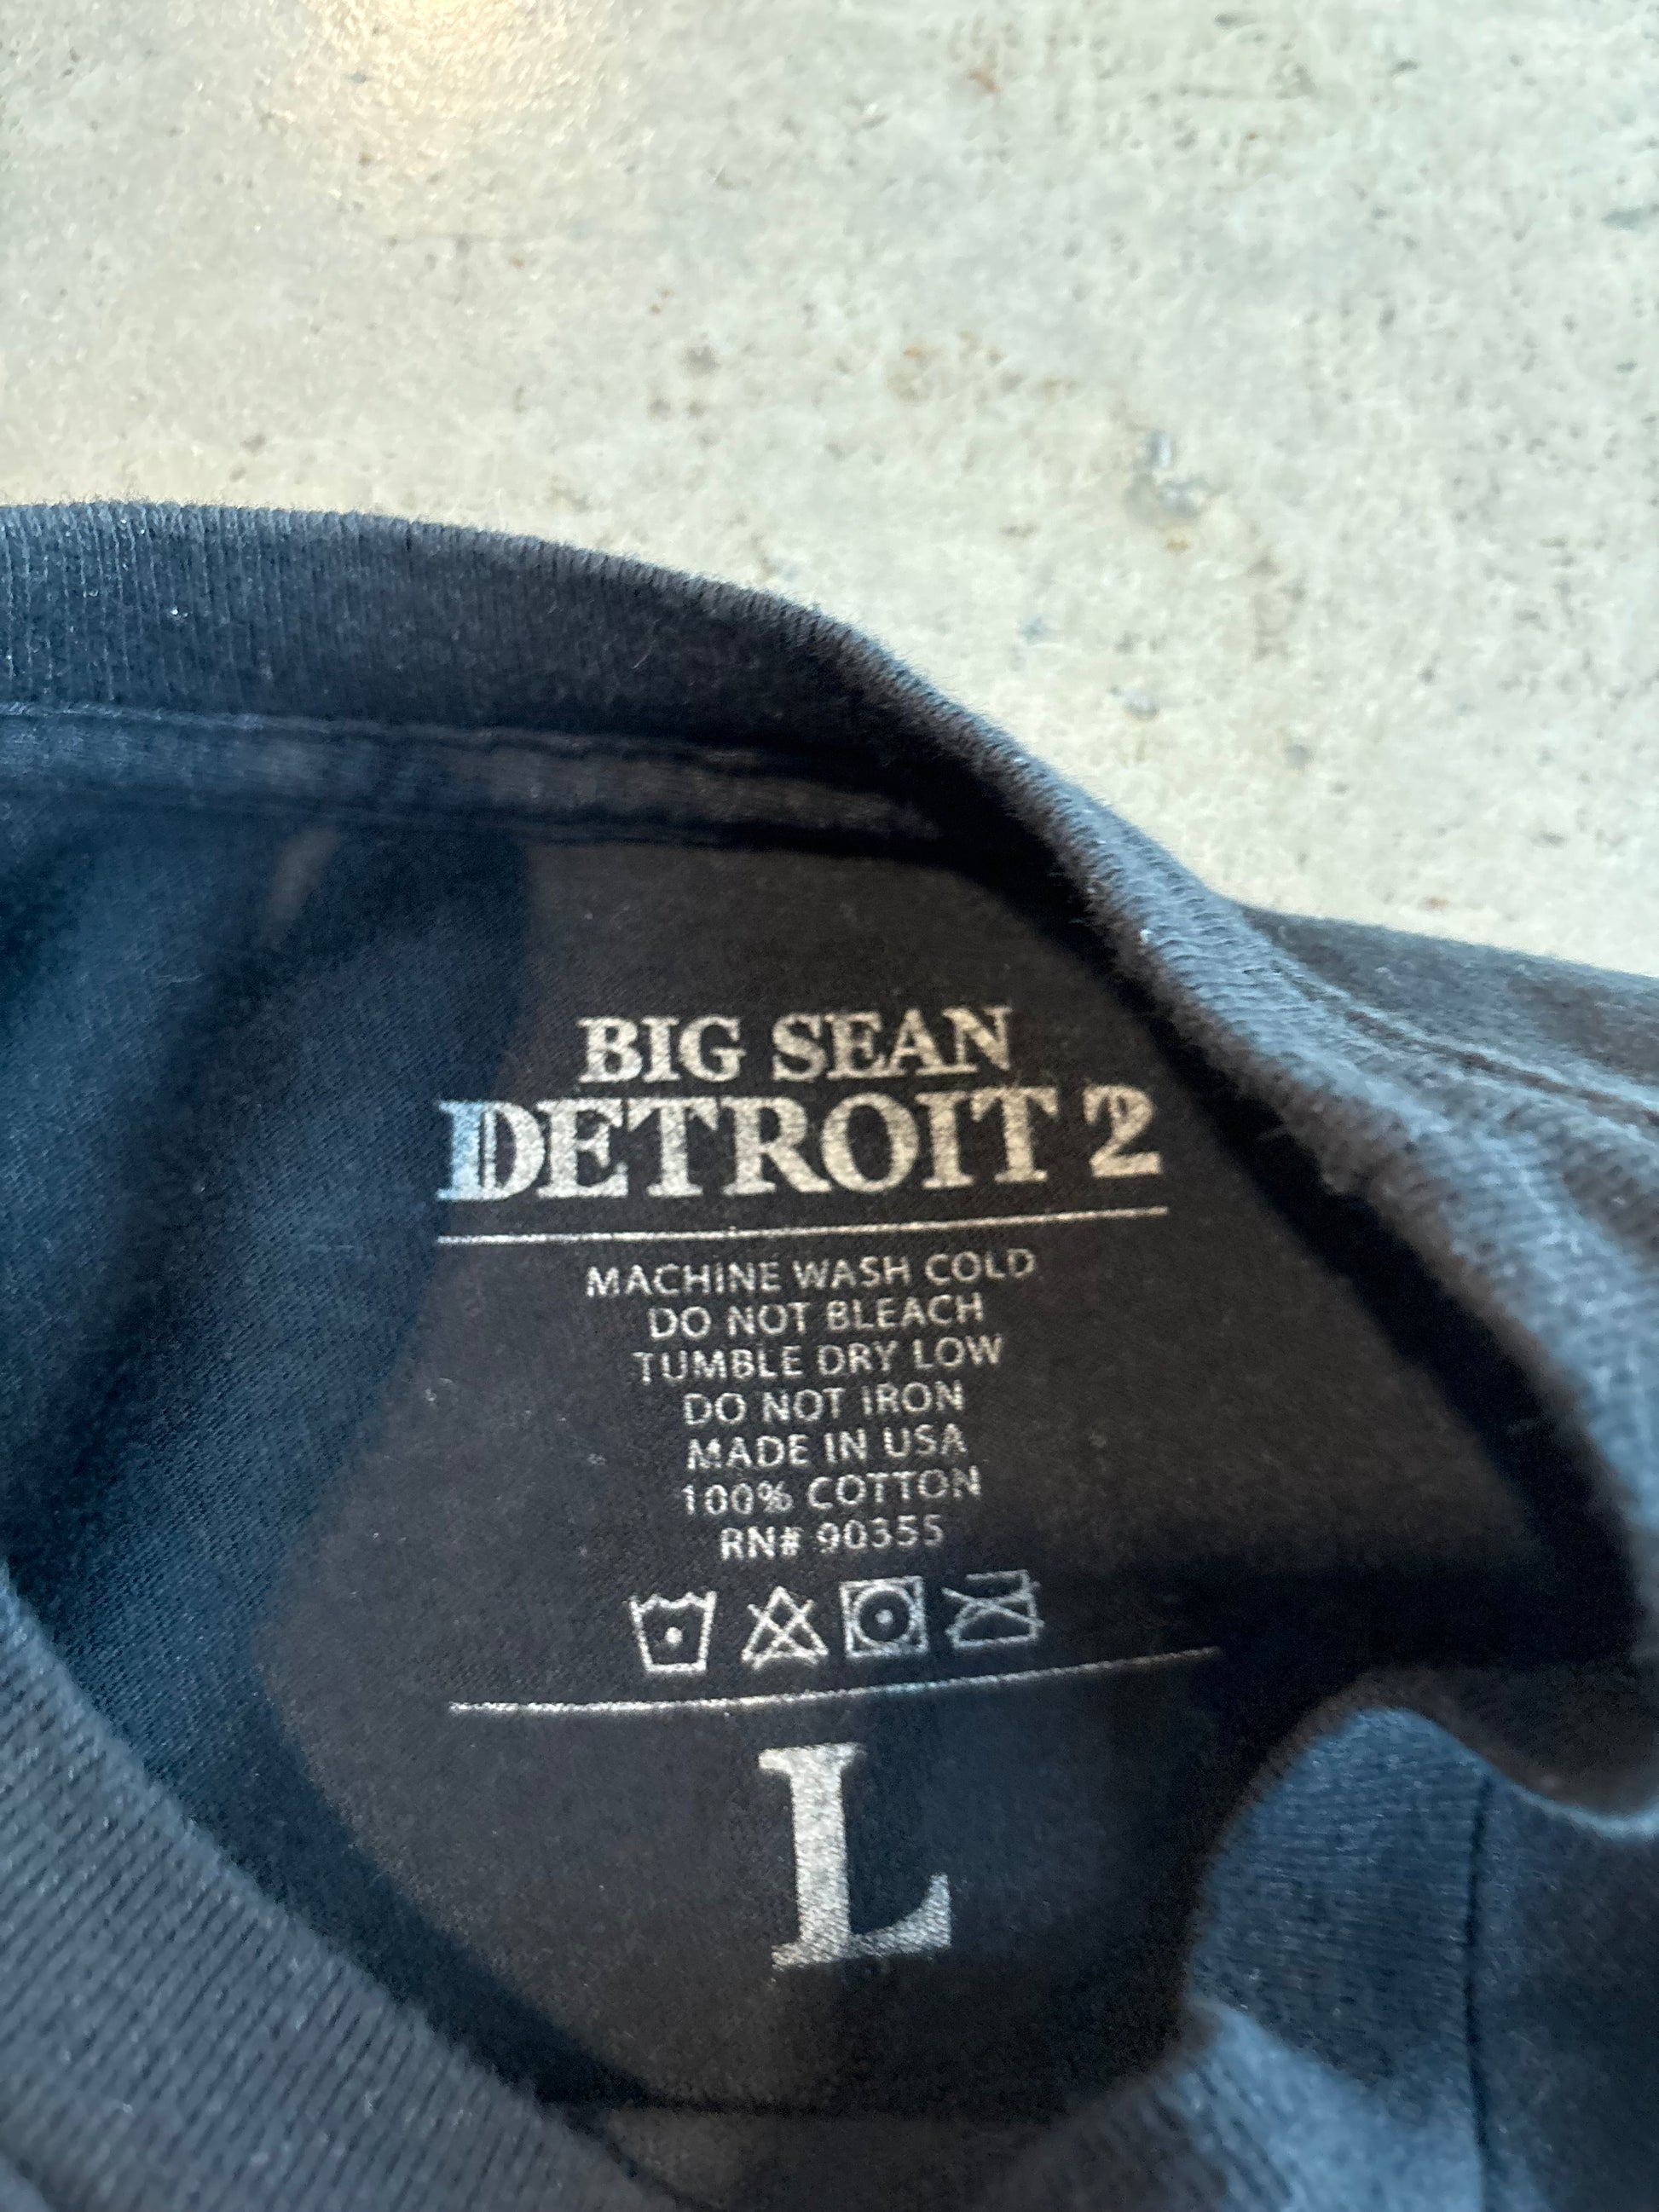 BIG SEAN
DETROIT 2
MACHINE WASH COLD
DO NOT BLEACH
TUMBLE DRY LOW
DO NOT IRON
MADE IN USA
100% COTTON
RN# 90355
L